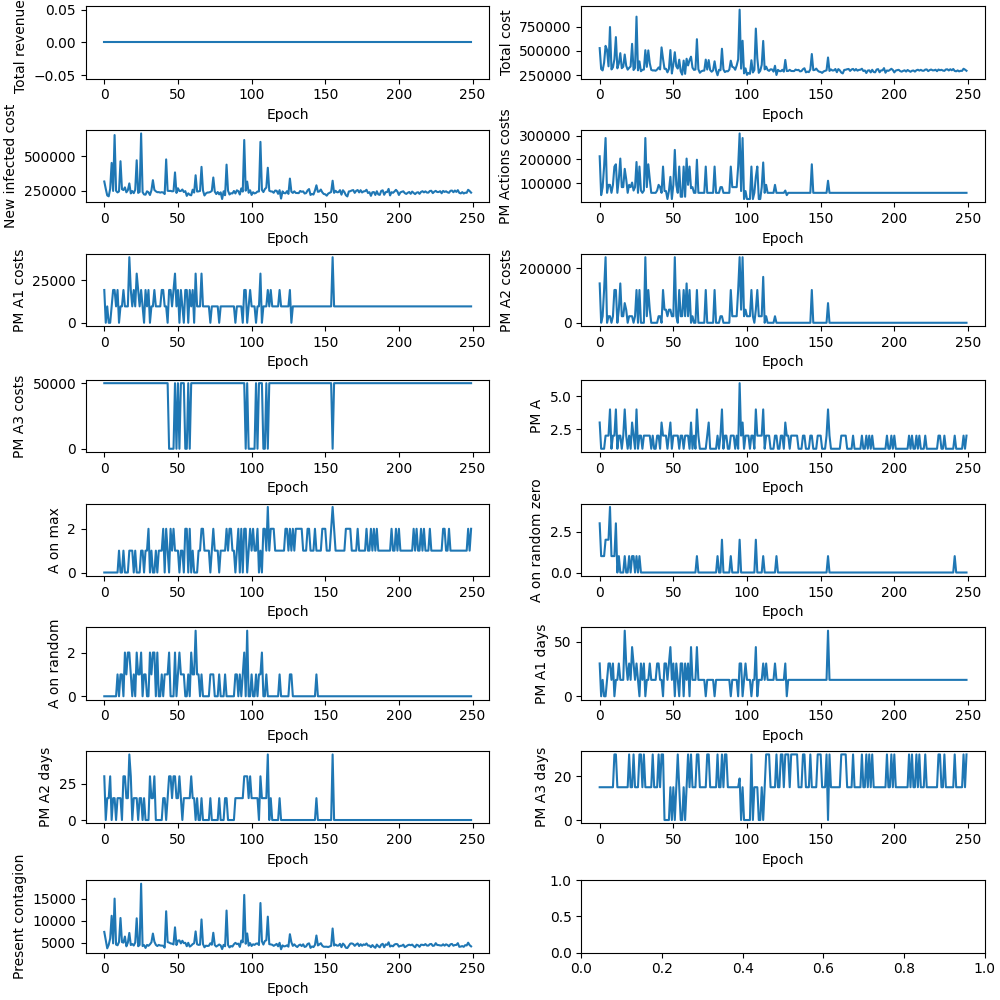 Total revenue
0.05
0.00
−0.05
0 50 100 150 200 250
Epoch
Total cost
750000
500000
250000
0 50 100 150 200 250
Epoch
New infected cost
500000
250000
0 50 100 150 200 250
Epoch
PM Actions costs
300000
200000
100000
0 50 100 150 200 250
Epoch
PM A1 costs
25000
0
0 50 100 150 200 250
Epoch
PM A2 costs
200000
0
0 50 100 150 200 250
Epoch
PM A3 costs
50000
0
0 50 100 150 200 250
Epoch
PM A
5.0
2.5
0 50 100 150 200 250
Epoch
A on max
2
0
0 50 100 150 200 250
Epoch
A on random zero
2.5
0.0
0 50 100 150 200 250
Epoch
A on random
2
0
0 50 100 150 200 250
Epoch
PM A1 days
50
0
0 50 100 150 200 250
Epoch
PM A2 days
25
0
0 50 100 150 200 250
Epoch
PM A3 days
20
0
0 50 100 150 200 250
Epoch
Present contagion
15000
10000
5000
0 50 100 150 200 250
Epoch
1.0
0.5
0.0
0.0 0.2 0.4 0.6 0.8 1.0